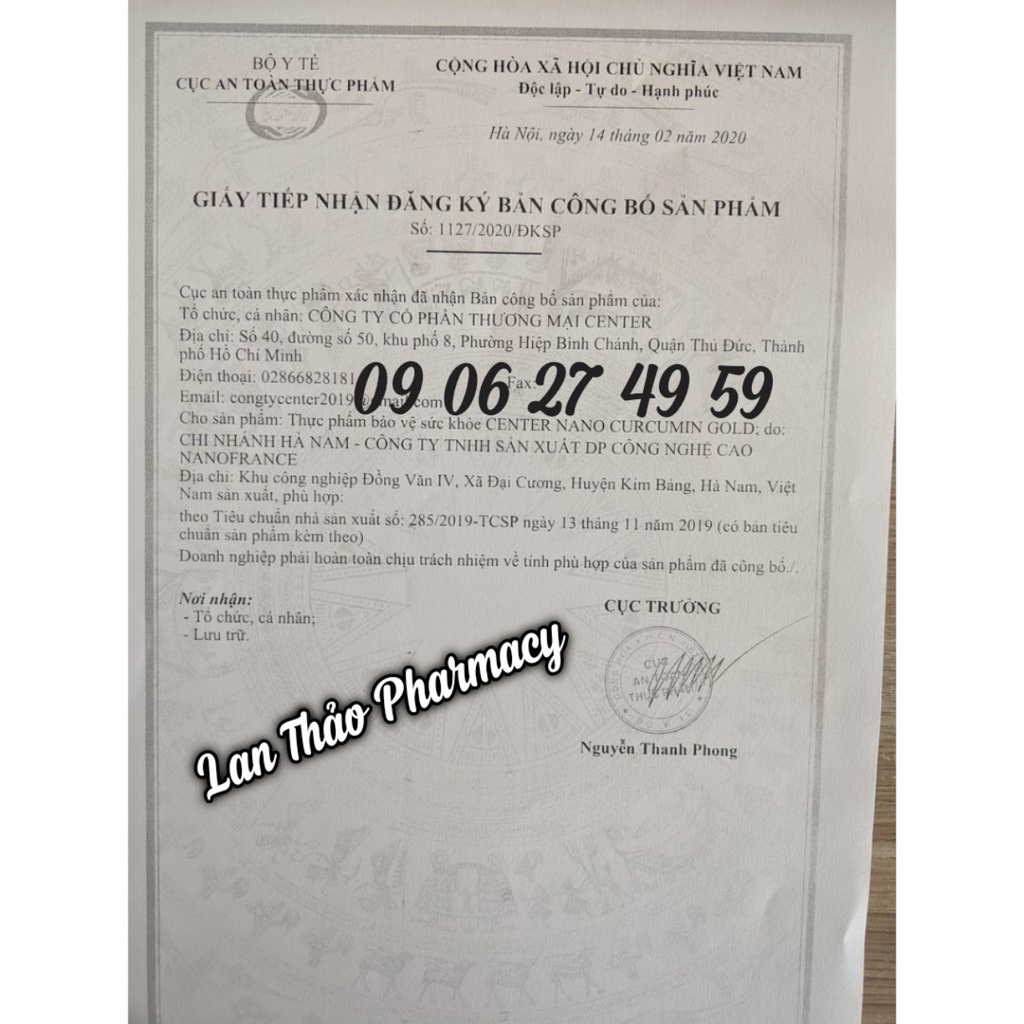 BỘ Y TẾ
CỤC AN TOÀN THỰC PHẨM
CỘNG HÒA XÃ HỘI CHỦ NGHĨA VIỆT NAM
Độc lập - Tự do - Hạnh phúc
Hà Nội, ngày 14 tháng 02 năm 2020
GIẤY TIẾP NHẬN ĐĂNG KÝ BẢN CÔNG BỐ SẢN PHẨM
Số: 1127/2020/ĐKSP
Cục an toàn thực phẩm xác nhận đã nhận Bản công bố sản phẩm của:
Tổ chức, cá nhân: CÔNG TY CỔ PHẦN THƯƠNG MẠI CENTER
Địa chỉ: Số 40, đường số 50, khu phố 8, Phường Hiệp Bình Chánh, Quận Thủ Đức, Thành
phố Hồ Chí Minh
Điện thoại: 02866828181 Fax:
09 06 27 49 59
Email: congtycenter2019@gmail.com
Cho sản phẩm: Thực phẩm bảo vệ sức khỏe CENTER NANO CURCUMIN GOLD; do:
CHI NHÁNH HÀ NAM - CÔNG TY TNHH SẢN XUẤT DP CÔNG NGHỆ CAO
NANOFRANCE
Địa chỉ: Khu công nghiệp Đồng Văn IV, Xã Đại Cương, Huyện Kim Bảng, Hà Nam, Việt
Nam sản xuất, phù hợp:
theo Tiêu chuẩn nhà sản xuất số: 285/2019-TCSP ngày 13 tháng 11 năm 2019 (có bản tiêu
chuẩn sản phẩm kèm theo)
Doanh nghiệp phải hoàn toàn chịu trách nhiệm về tính phù hợp của sản phẩm đã công bố./.
Nơi nhận:
- Tổ chức, cá nhân;
- Lưu trữ.
CỤC TRƯỞNG
CỤC
AN TOÀN
THỰC PHẨM
Nguyễn Thanh Phong
Lan Thảo Pharmacy